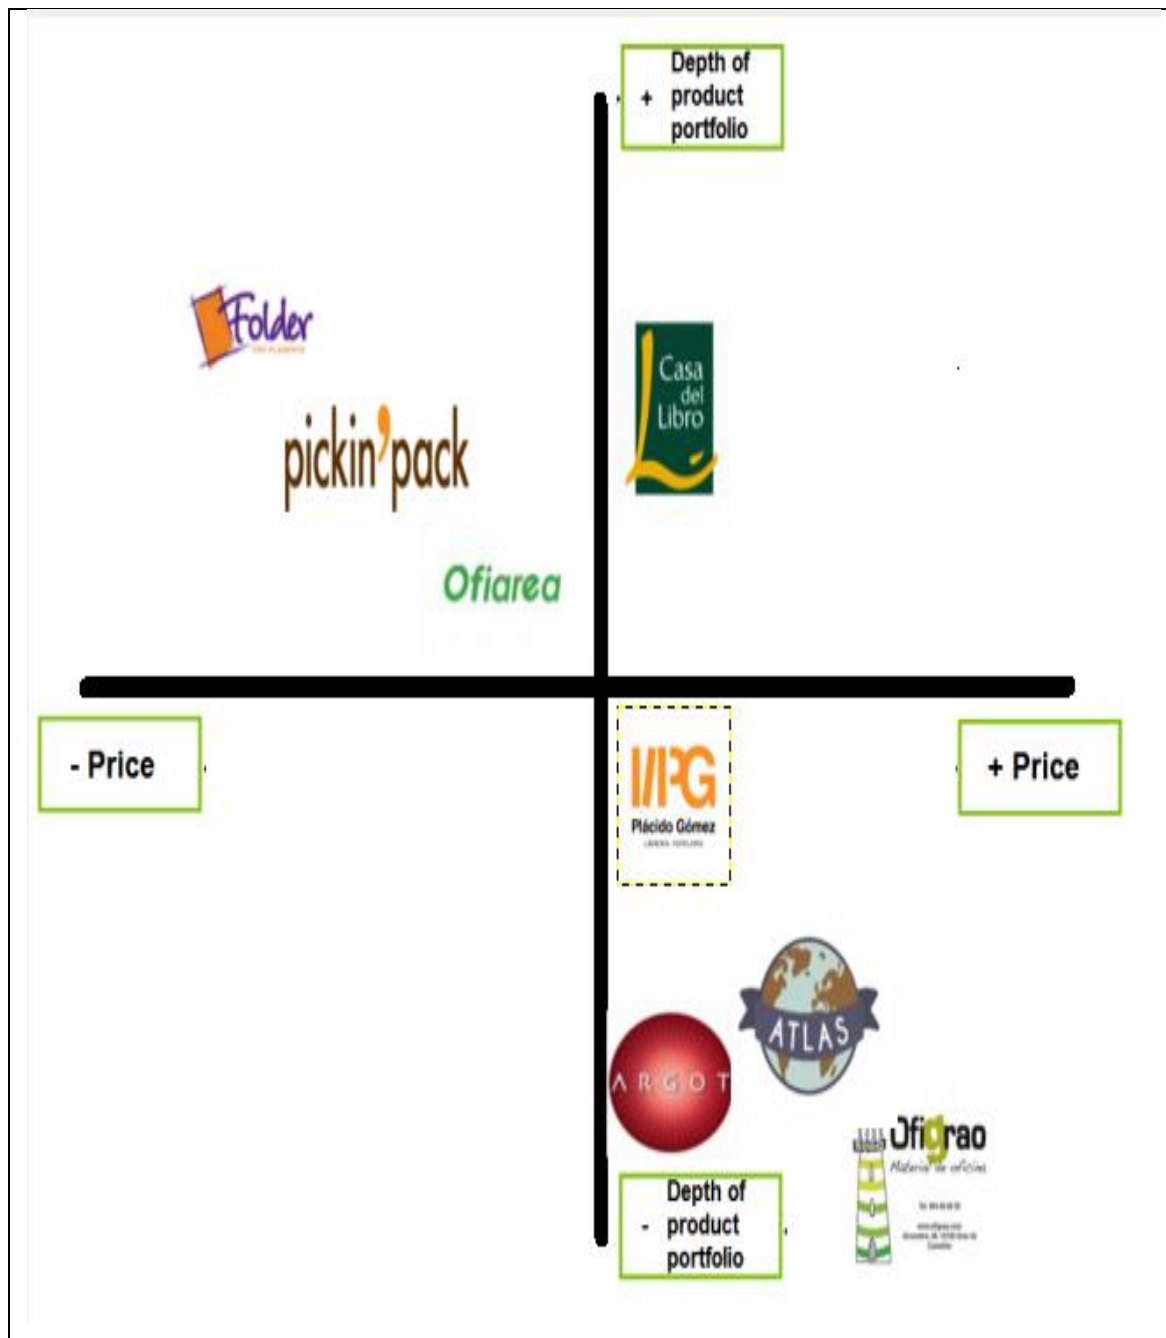 + Depth of
product
portfolio
Folder
Casa
del
Libro
pickin'pack
Ofiarea
- Price
+ Price
PG
Plácido Gómez
ATLAS
ARGOT
Ofigrao
Material de oficina
- Depth of
product
portfolio